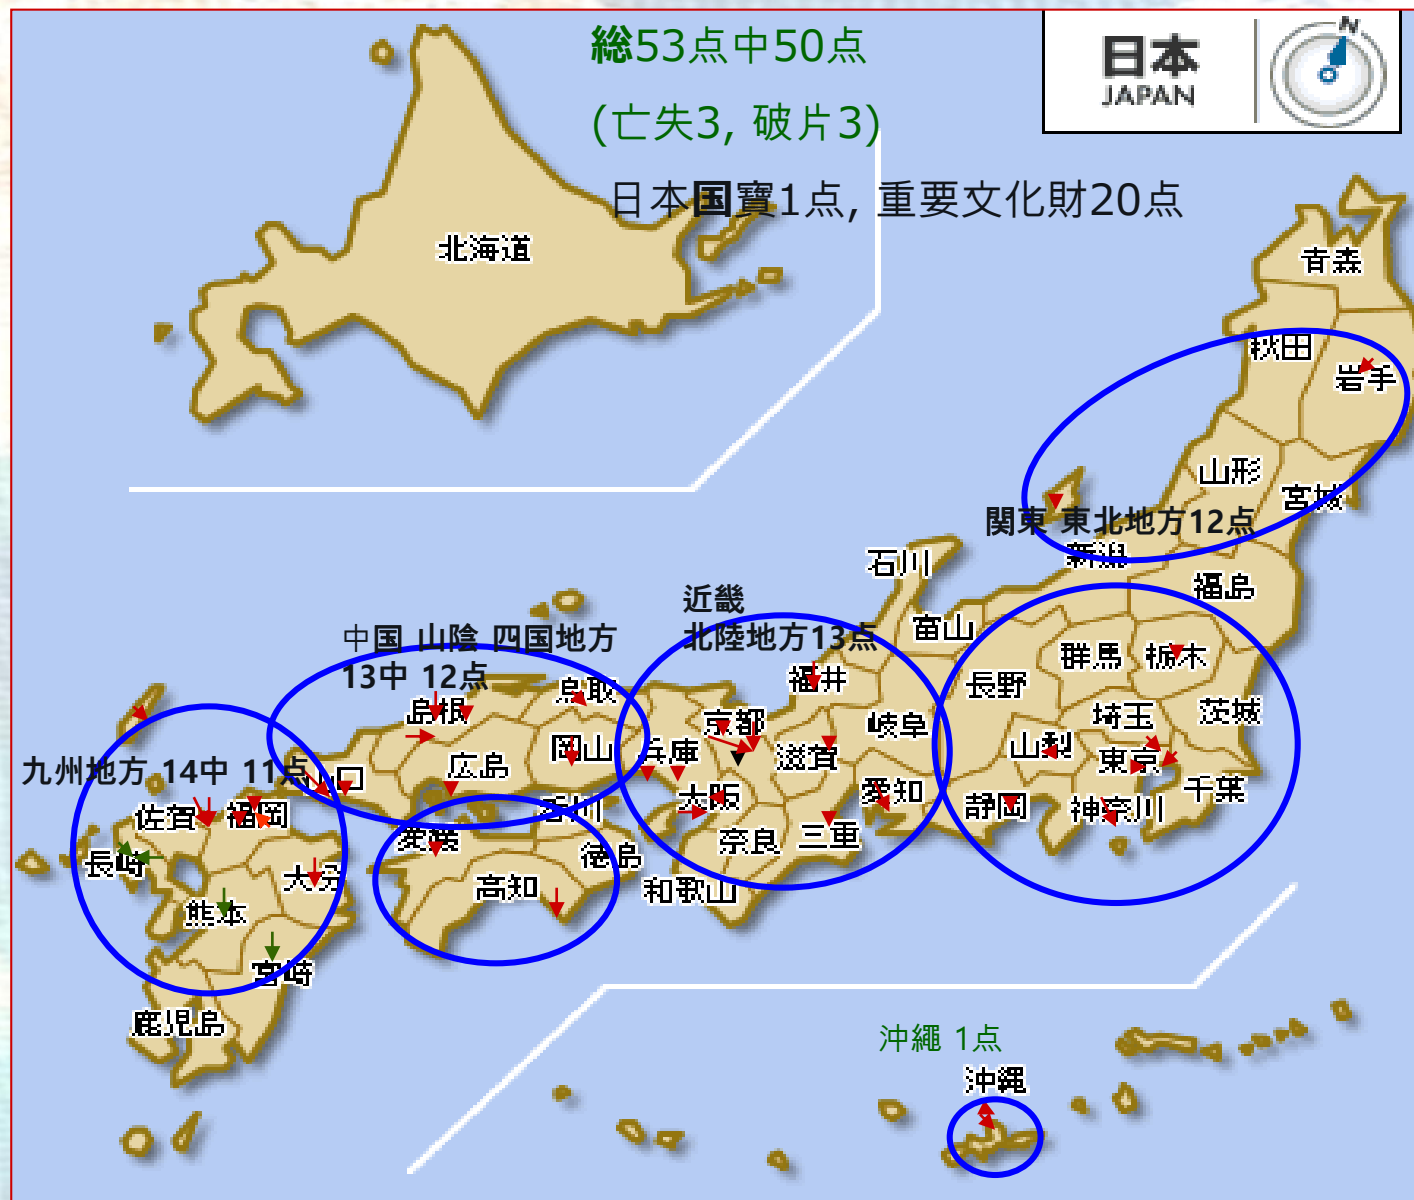 総53点中50点
(亡失3, 破片3)
日本国寶1点, 重要文化財20点
日本
JAPAN
N
北海道
青森
秋田
岩手
山形
宮城
関東 東北地方12点
新潟
福島
石川
富山
近畿
北陸地方13点
中国 山陰 四国地方
13中 12点
群馬
栃木
長野
福井
鳥取
島根
京都
岐阜
埼玉
茨城
山梨
東京
千葉
岡山
兵庫
滋賀
広島
九州地方 14中 11点
山口
大阪
愛知
静岡
神奈川
佐賀
福岡
香川
愛媛
奈良
三重
徳島
長崎
大分
高知
和歌山
熊本
宮崎
鹿児島
沖縄 1点
沖縄